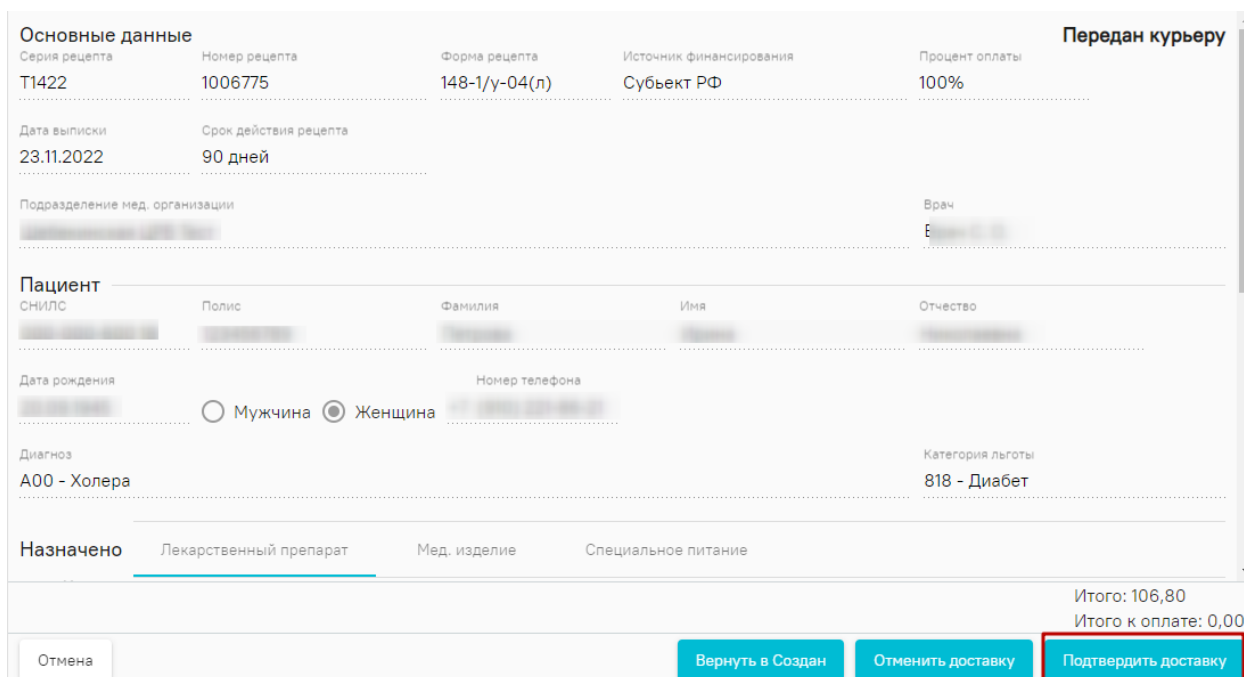 Основные данные
Передан курьеру
Серия рецепта Номер рецепта Форма рецепта Источник финансирования Процент оплаты
Т1422 1006775 148-1/у-04(л) Субъект РФ 100%
Дата выписки Срок действия рецепта
23.11.2022 90 дней
Подразделение мед. организации Врач
Пациент
СНИЛС Полис Фамилия Имя Отчество
Дата рождения Номер телефона
Мужчина Женщина
Диагноз Категория льготы
А00 - Холера 818 - Диабет
Назначено Лекарственный препарат Мед. изделие Специальное питание
Итого: 106,80
Итого к оплате: 0,00
Отмена Вернуть в Создан Отменить доставку Подтвердить доставку